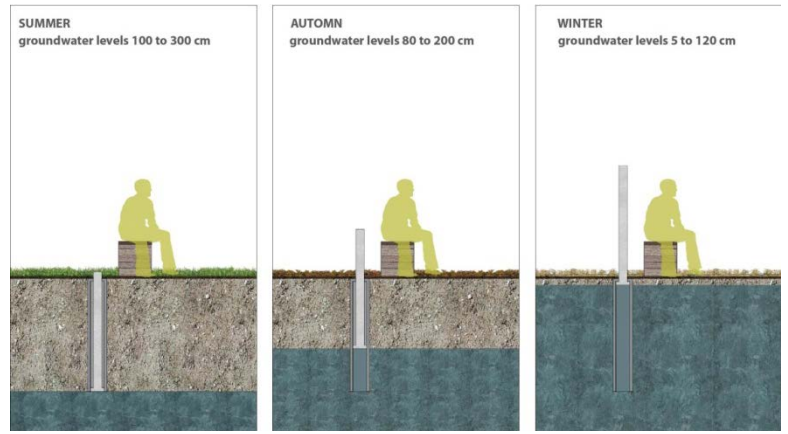 SUMMER
groundwater levels 100 to 300 cm
AUTOMN
groundwater levels 80 to 200 cm
WINTER
groundwater levels 5 to 120 cm